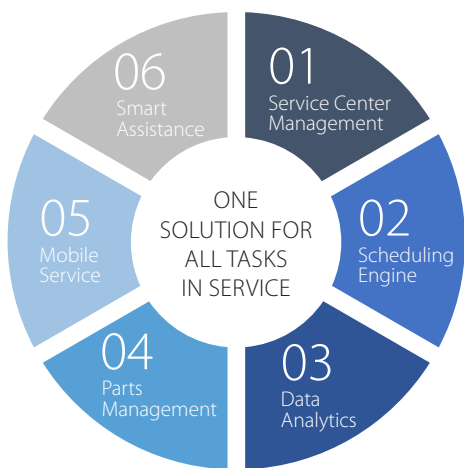 01
Service Center
Management
02
Scheduling
Engine
03
Data
Analytics
04
Parts
Management
05
Mobile
Service
06
Smart
Assistance
ONE
SOLUTION FOR
ALL TASKS
IN SERVICE